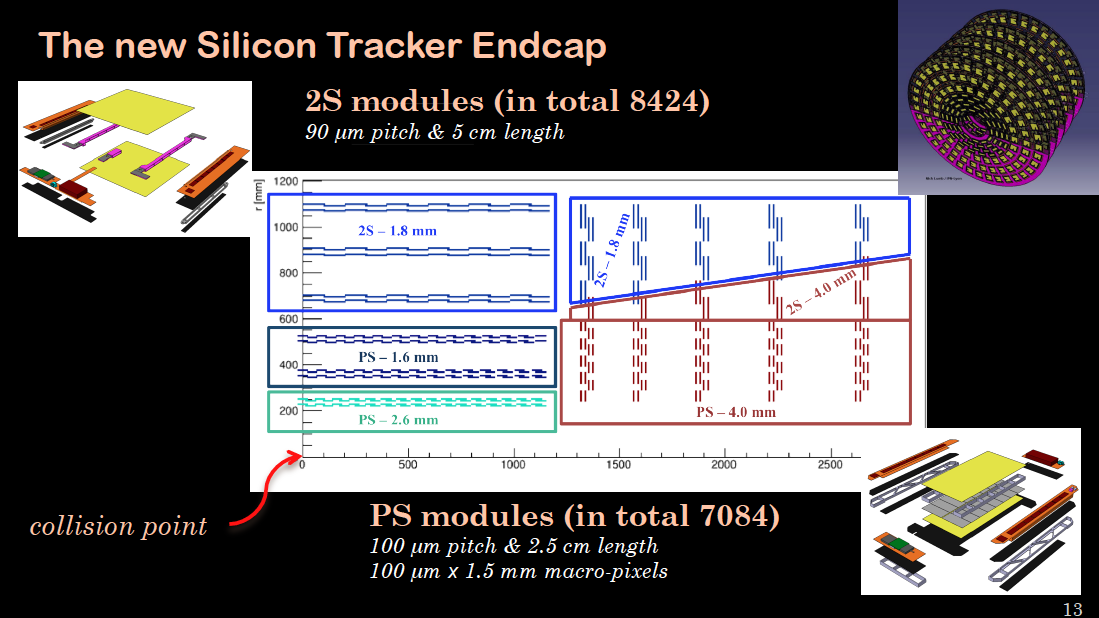 The new Silicon Tracker Endcap
2S modules (in total 8424)
90 μm pitch & 5 cm length
r [mm]
1200
1000
800
600
400
200
0
500
1000
1500
2000
2500
2S – 1.8 mm
2S – 1.8 mm
2S – 4.0 mm
PS – 1.6 mm
PS – 2.6 mm
PS – 4.0 mm
collision point
PS modules (in total 7084)
100 μm pitch & 2.5 cm length
100 μm x 1.5 mm macro-pixels
13